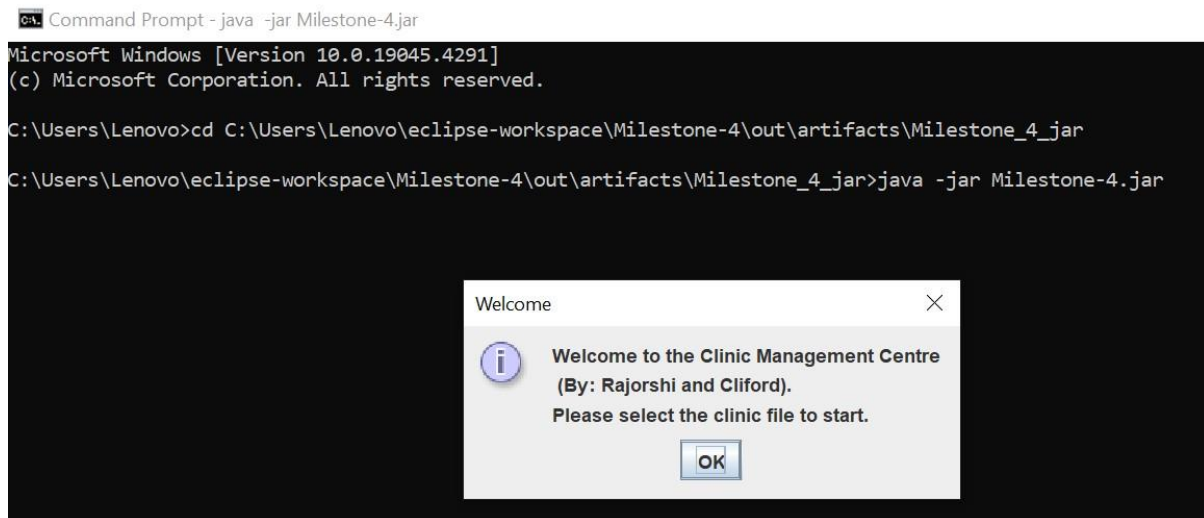 Command Prompt - java -jar Milestone-4.jar
Microsoft Windows [Version 10.0.19045.4291]
(c) Microsoft Corporation. All rights reserved.
C:\Users\Lenovo>cd C:\Users\Lenovo\eclipse-workspace\Milestone-4\out\artifacts\Milestone_4_jar
C:\Users\Lenovo\eclipse-workspace\Milestone-4\out\artifacts\Milestone_4_jar>java -jar Milestone-4.jar
Welcome
Welcome to the Clinic Management Centre
(By: Rajorshi and Cliford).
Please select the clinic file to start.
OK